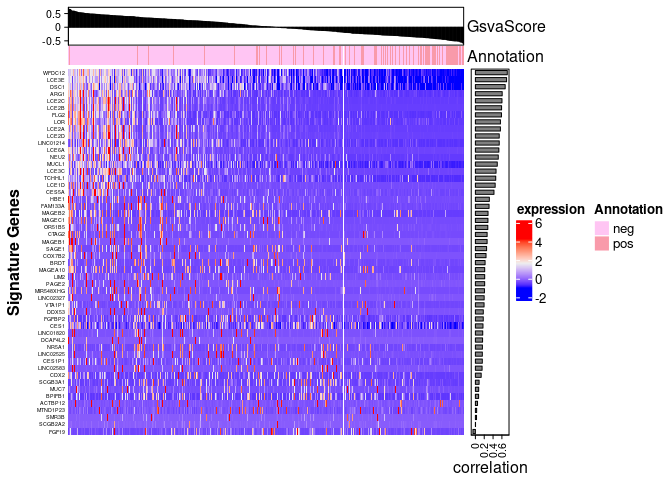 0.5
0
-0.5
GsvaScore
Annotation
Signature Genes
WFDC12
LCE3E
DSC1
ARG1
LCE2C
LCE2B
FLG2
LOR
LCE2A
LCE2D
LINC01214
LCE6A
NEU2
MUCL1
LCE3C
TCHHL1
LCE1D
CES5A
HBE1
FAM133A
MAGEB2
MAGEC1
OR51B5
CTAG2
MAGEB1
SAGE1
COX7B2
BRDT
MAGEA10
LIM2
PAGE2
MIR548XHG
LINC02327
VTA1P1
DDX53
FGFBP2
CES1
LINC01820
DCAF4L2
NR5A1
LINC02525
CES1P1
LINC02583
CDX2
SCGB3A1
MUC7
BPIFB1
ACTBP12
MTND1P23
SMR3B
SCGB2A2
FGF19
0
0.2
0.4
0.6
correlation
expression
6
4
2
0
-2
Annotation
neg
pos